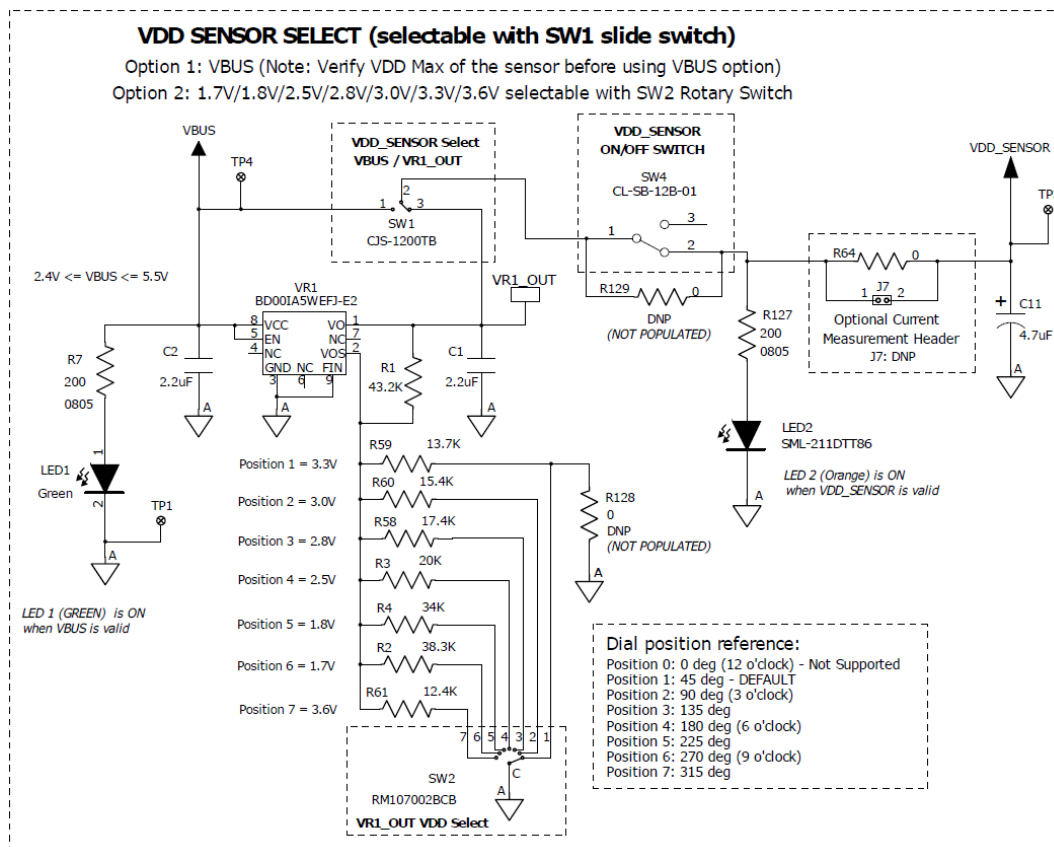 VDD SENSOR SELECT (selectable with SW1 slide switch)
Option 1: VBUS (Note: Verify VDD Max of the sensor before using VBUS option)
Option 2: 1.7V/1.8V/2.5V/2.8V/3.0V/3.3V/3.6V selectable with SW2 Rotary Switch
VBUS
TP4
VDD_SENSOR Select
VBUS / VR1_OUT
2
1
3
SW1
CJS-1200TB
VDD_SENSOR
ON/OFF SWITCH
SW4
CL-SB-12B-01
3
1
2
R129
0
DNP
(NOT POPULATED)
VDD_SENSOR
TP
R64
0
J7
1
2
Optional Current
Measurement Header
J7: DNP
+
C11
4.7uF
A
2.4V <= VBUS <= 5.5V
VR1
BD00IA5WEFJ-E2
VR1_OUT
8
VCC
VO
1
5
EN
NC
7
4
NC
VOS
2
GND
NC
FIN
3
6
9
A
R7
200
0805
C2
2.2uF
A
R1
43.2K
C1
2.2uF
A
R127
200
0805
LED2
SML-211DTT86
A
LED 2 (Orange) is ON
when VDD_SENSOR is valid
1
LED1
Green
2
TP1
A
LED 1 (GREEN) is ON
when VBUS is valid
Position 1 = 3.3V
R59
13.7K
Position 2 = 3.0V
R60
15.4K
Position 3 = 2.8V
R58
17.4K
Position 4 = 2.5V
R3
20K
Position 5 = 1.8V
R4
34K
Position 6 = 1.7V
R2
38.3K
Position 7 = 3.6V
R61
12.4K
R128
0
DNP
(NOT POPULATED)
A
7
6
5
4
3
2
1
C
A
SW2
RM107002BCB
VR1_OUT VDD Select
Dial position reference:
Position 0: 0 deg (12 o'clock) - Not Supported
Position 1: 45 deg - DEFAULT
Position 2: 90 deg (3 o'clock)
Position 3: 135 deg
Position 4: 180 deg (6 o'clock)
Position 5: 225 deg
Position 6: 270 deg (9 o'clock)
Position 7: 315 deg